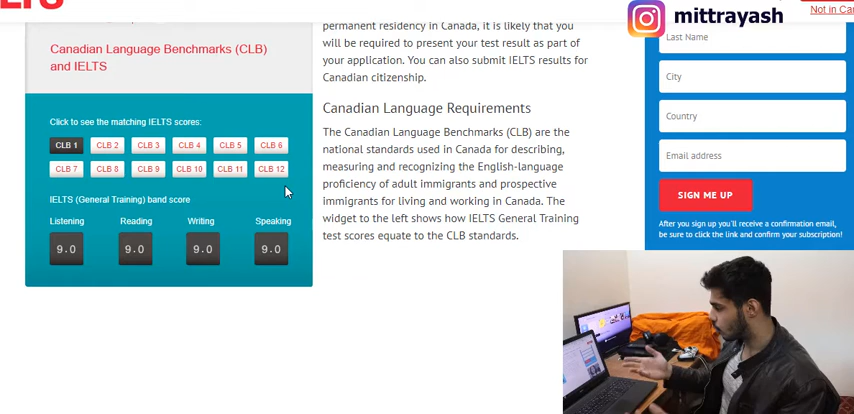 mittrayash
Not in Can
Canadian Language Benchmarks (CLB)
and IELTS
Click to see the matching IELTS scores:
CLB 1 CLB 2 CLB 3 CLB 4 CLB 5 CLB 6
CLB 7 CLB 8 CLB 9 CLB 10 CLB 11 CLB 12
IELTS (General Training) band score
Listening Reading Writing Speaking
9.0 9.0 9.0 9.0
permanent residency in Canada, it is likely that you
will be required to present your test result as part of
your application. You can also submit IELTS results for
Canadian citizenship.
Canadian Language Requirements
The Canadian Language Benchmarks (CLB) are the
national standards used in Canada for describing,
measuring and recognizing the English-language
proficiency of adult immigrants and prospective
immigrants for living and working in Canada. The
widget to the left shows how IELTS General Training
test scores equate to the CLB standards.
Last Name
City
Country
Email address
SIGN ME UP
After you sign up you'll receive a confirmation email,
be sure to click the link and confirm your subscription!